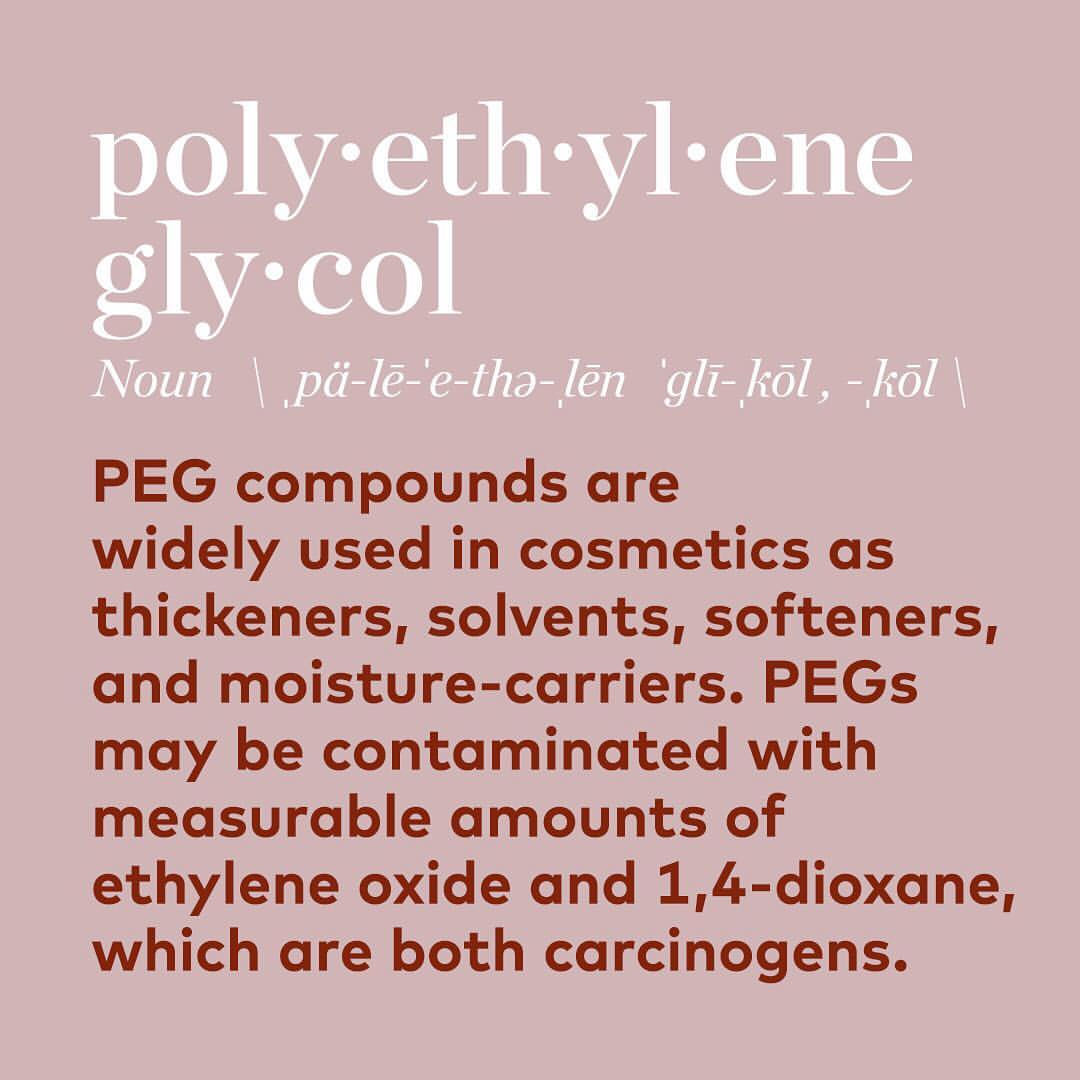 poly·eth·yl·ene
gly·col
Noun \ ˌpä-lē-ˈe-thə-ˌlēn ˈglī-ˌkōl , -ˌkōl \
PEG compounds are
widely used in cosmetics as
thickeners, solvents, softeners,
and moisture-carriers. PEGs
may be contaminated with
measurable amounts of
ethylene oxide and 1,4-dioxane,
which are both carcinogens.